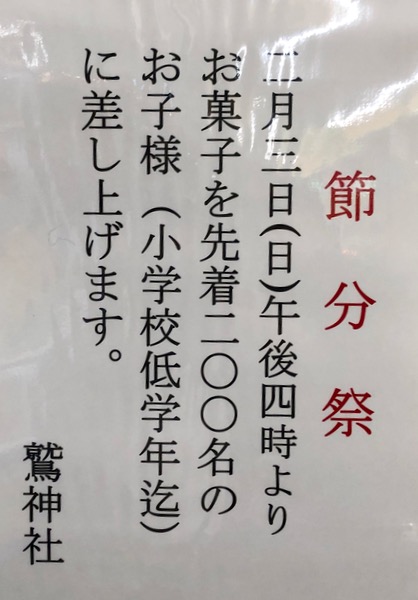 節分祭
二月三日(日)午後四時より
お菓子を先着二〇〇名の
お子様（小学校低学年迄）
に差し上げます。
鷲神社